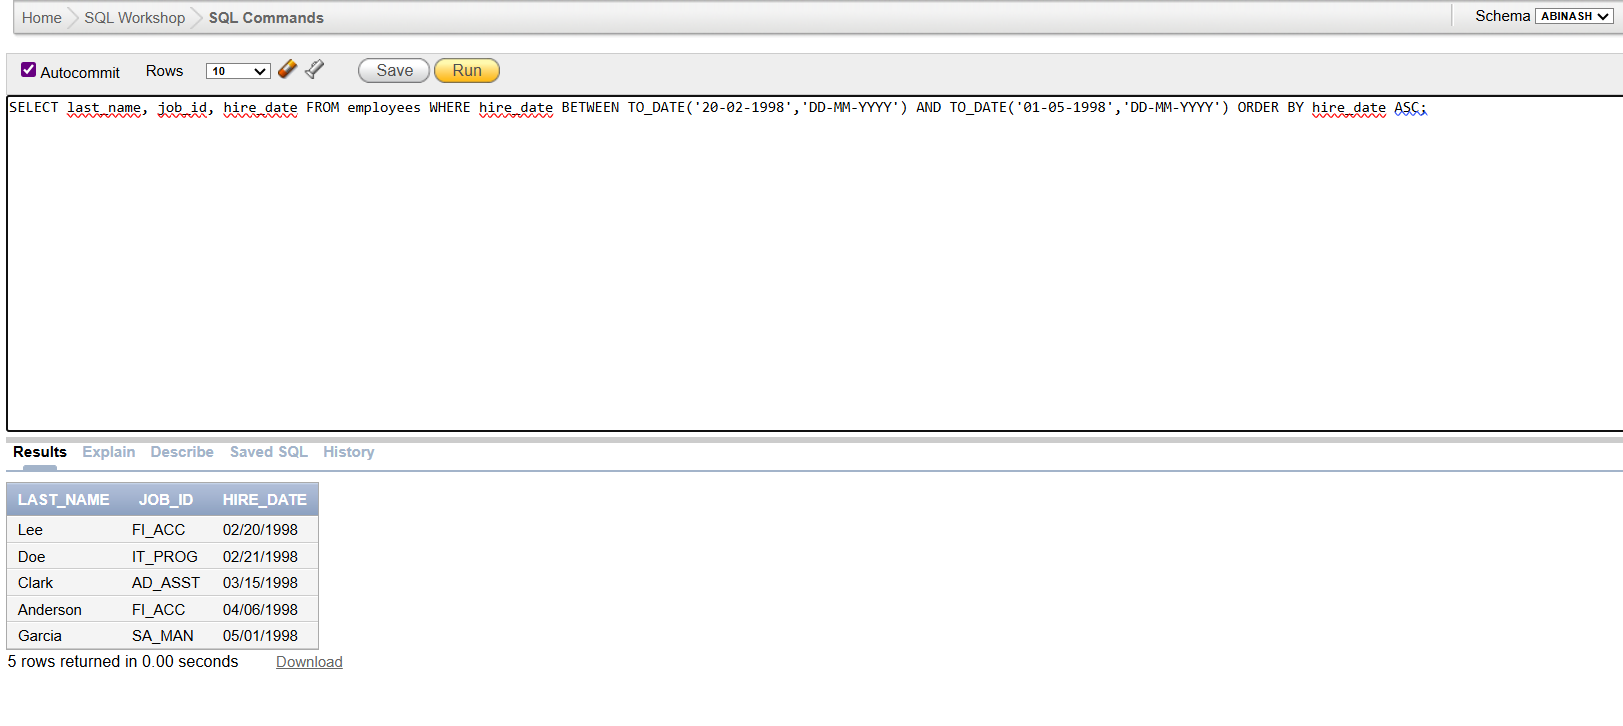 Home SQL Workshop SQL Commands Schema ABINASH
Autocommit Rows 10 Save Run
SELECT last_name, job_id, hire_date FROM employees WHERE hire_date BETWEEN TO_DATE('20-02-1998','DD-MM-YYYY') AND TO_DATE('01-05-1998','DD-MM-YYYY') ORDER BY hire_date ASC;
Results Explain Describe Saved SQL History
LAST_NAME JOB_ID HIRE_DATE
Lee FI_ACC 02/20/1998
Doe IT_PROG 02/21/1998
Clark AD_ASST 03/15/1998
Anderson FI_ACC 04/06/1998
Garcia SA_MAN 05/01/1998
5 rows returned in 0.00 seconds Download